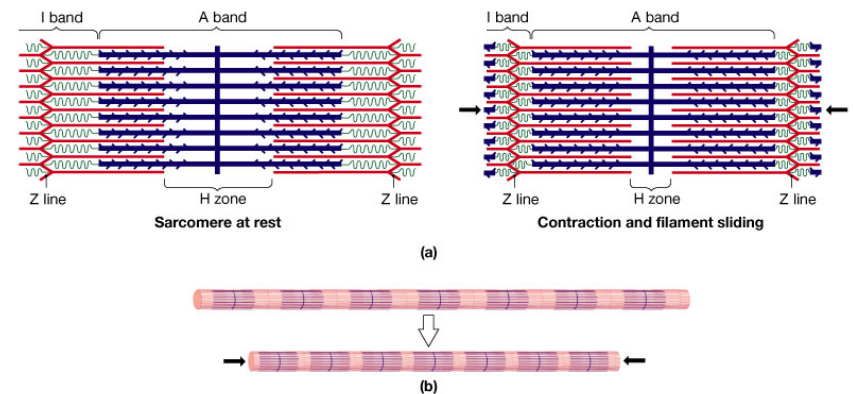 I band
A band
I band
A band
Z line
H zone
Z line
Z line
H zone
Z line
Sarcomere at rest
Contraction and filament sliding
(a)
(b)